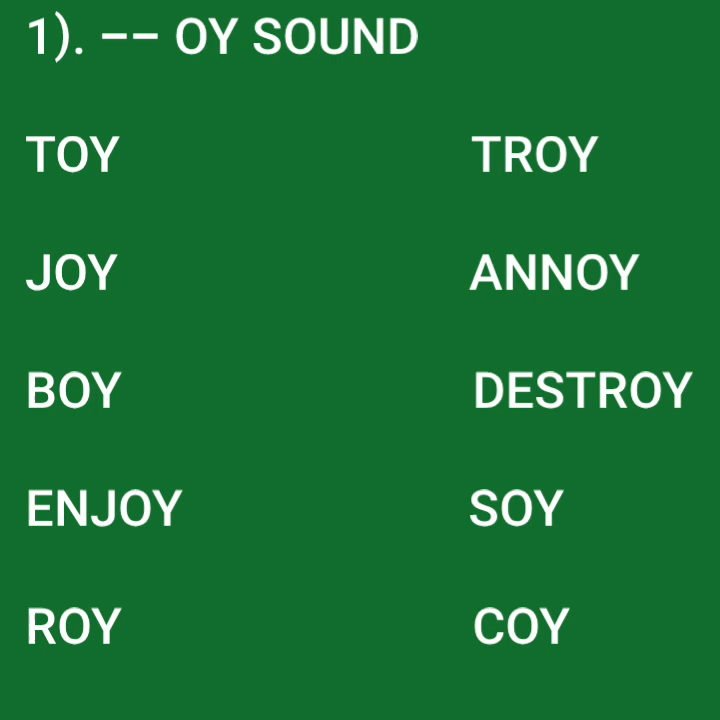 1). –– OY SOUND
TOY TROY
JOY ANNOY
BOY DESTROY
ENJOY SOY
ROY COY